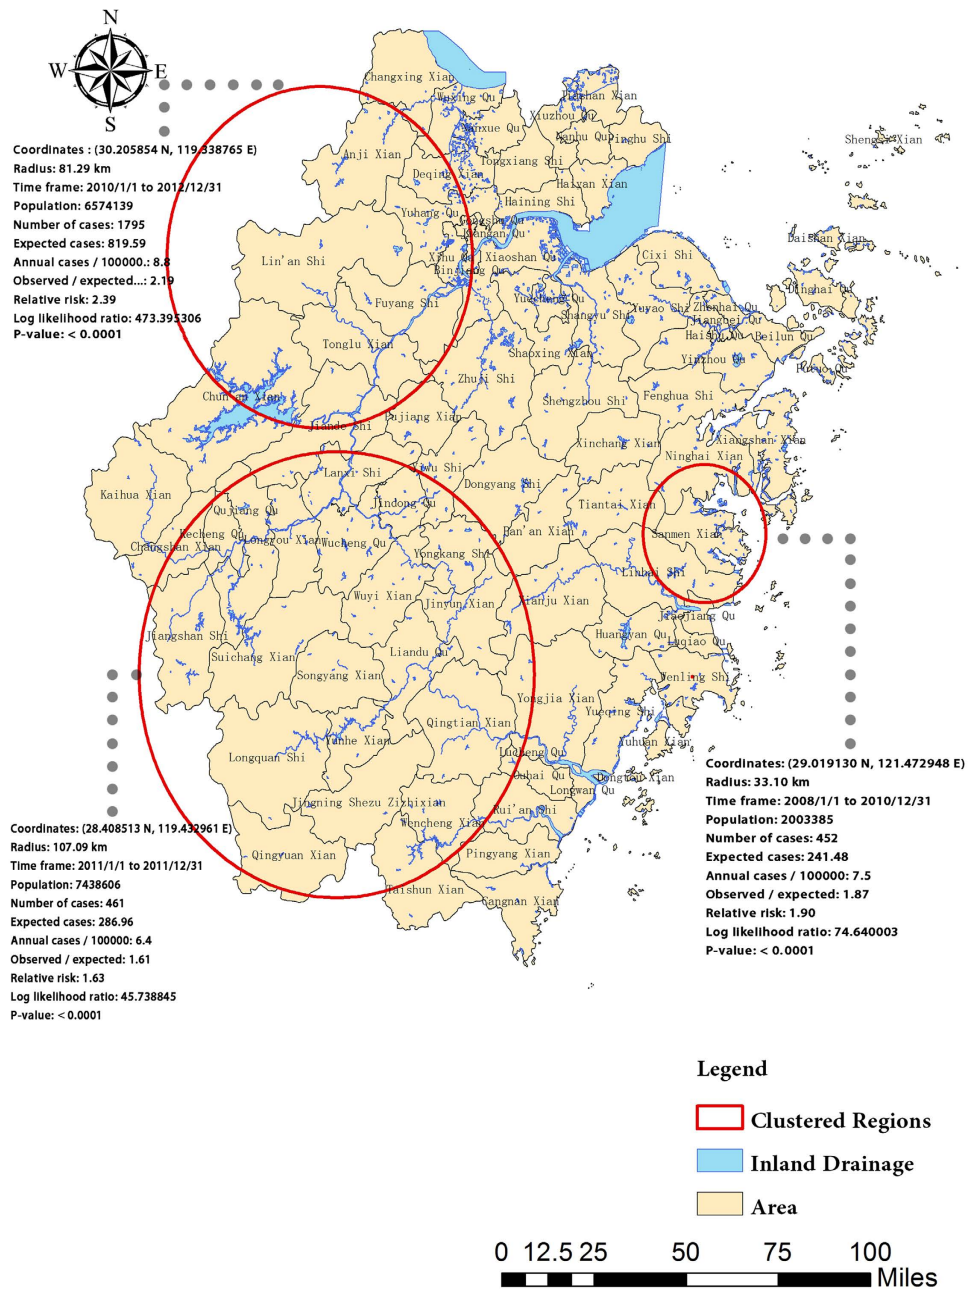 N
W
E
S
Coordinates : (30.205854 N, 119.338765 E)
Radius: 81.29 km
Time frame: 2010/1/1 to 2012/12/31
Population: 6574139
Number of cases: 1795
Expected cases: 819.59
Annual cases / 100000.: 8.8
Observed / expected...: 2.19
Relative risk: 2.39
Log likelihood ratio: 473.395306
P-value: < 0.0001
Changxing Xian
Wuxing Qu
Jiashan Xian
Xiuzhou Qu
Nanxue Qu
Nanhu Qu
Pinghu Shi
Anji Xian
Tongxiang Shi
Deqing Xian
Haiyan Xian
Haining Shi
Yuhang Qu
Gongshu Qu
Jianggan Qu
Lin'an Shi
Xihu Qu
Xiaoshan Qu
Binjiang Qu
Cixi Shi
Shengsi Xian
Daishan Xian
Dinghai Qu
Fuyang Shi
Yuecheng Qu
Shangyu Shi
Yuyao Shi
Zhenhai Qu
Jiangbei Qu
Haishu Qu
Beilun Qu
Tonglu Xian
Shaoxing Xian
Yinzhou Qu
Putuo Qu
Zhuji Shi
Chun'an Xian
Shengzhou Shi
Fenghua Shi
Jiande Shi
Pujiang Xian
Xinchang Xian
Xiangshan Xian
Ninghai Xian
Lanxi Shi
Yiwu Shi
Dongyang Shi
Kaihua Xian
Jindong Qu
Tiantai Xian
Qujiang Qu
Kecheng Qu
Longyou Xian
Wucheng Qu
Pan'an Xian
Sanmen Xian
Changshan Xian
Yongkang Shi
Linhai Shi
Wuyi Xian
Jinyun Xian
Xianju Xian
Jiaojiang Qu
Jiangshan Shi
Huangyan Qu
Luqiao Qu
Suichang Xian
Liandu Qu
Songyang Xian
Wenling Shi
Yongjia Xian
Yueqing Shi
Qingtian Xian
Yunhe Xian
Yuhuan Xian
Longquan Shi
Lucheng Qu
Ouhai Qu
Dongtou Xian
Longwan Qu
Jingning Shezu Zizhixian
Rui'an Shi
Wencheng Xian
Qingyuan Xian
Pingyang Xian
Taishun Xian
Cangnan Xian
Coordinates: (28.408513 N, 119.432961 E)
Radius: 107.09 km
Time frame: 2011/1/1 to 2011/12/31
Population: 7438606
Number of cases: 461
Expected cases: 286.96
Annual cases / 100000: 6.4
Observed / expected: 1.61
Relative risk: 1.63
Log likelihood ratio: 45.738845
P-value: < 0.0001
Coordinates: (29.019130 N, 121.472948 E)
Radius: 33.10 km
Time frame: 2008/1/1 to 2010/12/31
Population: 2003385
Number of cases: 452
Expected cases: 241.48
Annual cases / 100000: 7.5
Observed / expected: 1.87
Relative risk: 1.90
Log likelihood ratio: 74.640003
P-value: < 0.0001
Legend
Clustered Regions
Inland Drainage
Area
0 12.5 25 50 75 100
Miles